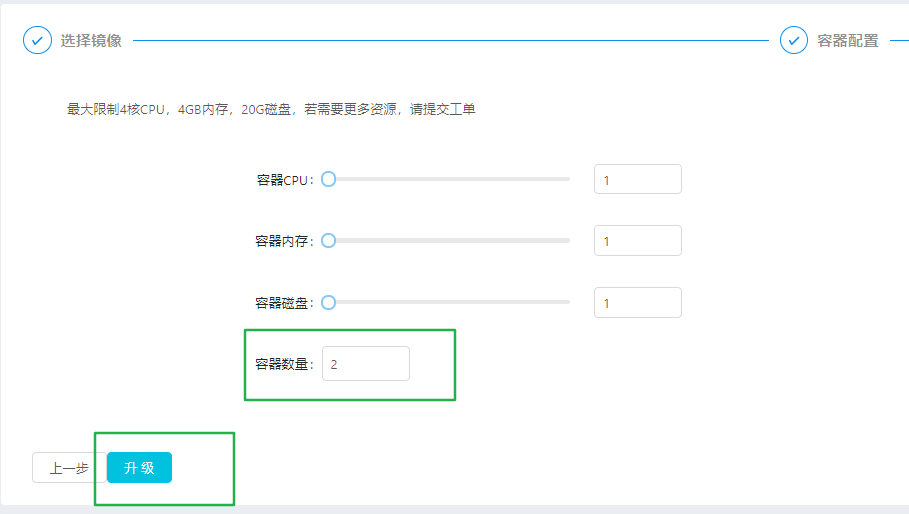 选择镜像
容器配置
最大限制4核CPU，4GB内存，20G磁盘，若需要更多资源，请提交工单
容器CPU： 1
容器内存： 1
容器磁盘： 1
容器数量： 2
上一步 升 级